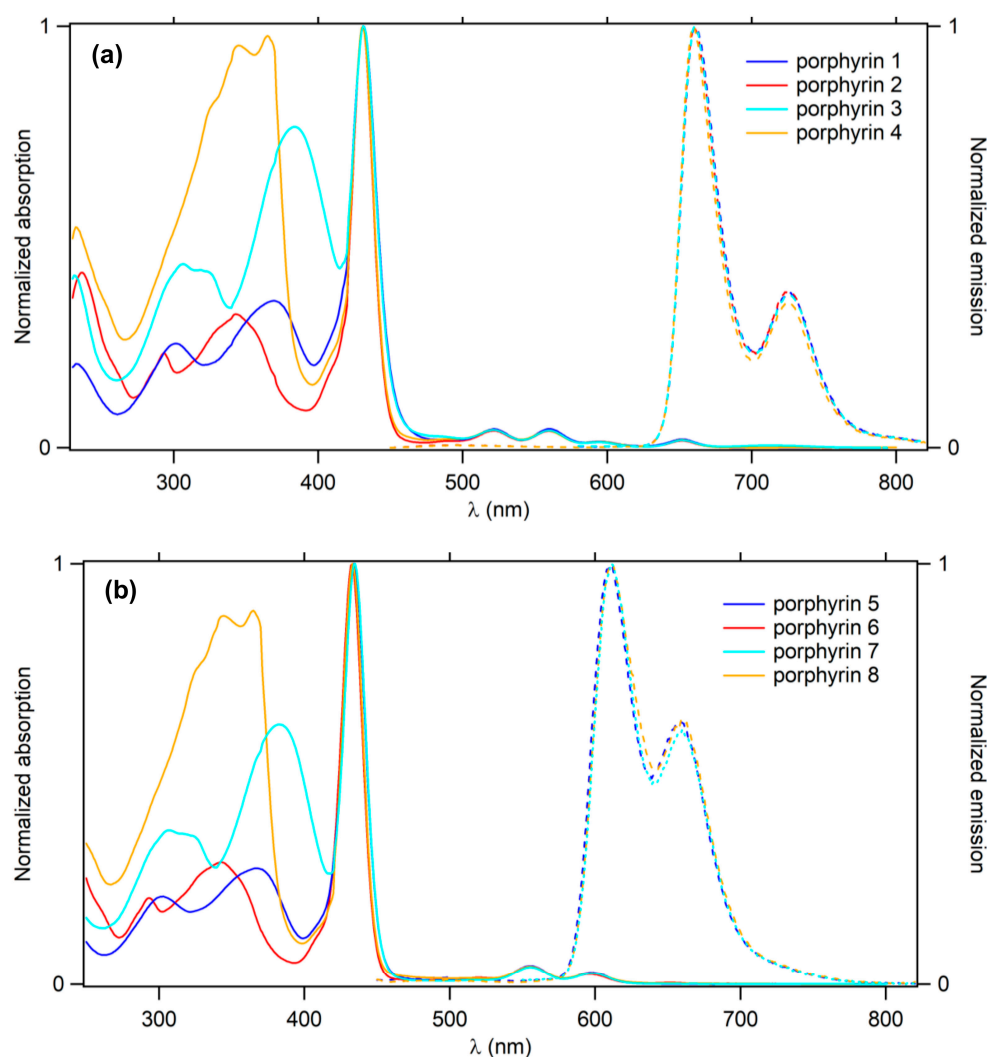 (a)
1
1
porphyrin 1
porphyrin 2
porphyrin 3
porphyrin 4
Normalized absorption
Normalized emission
0
0
300 400 500 600 700 800
λ (nm)
(b)
1
1
porphyrin 5
porphyrin 6
porphyrin 7
porphyrin 8
Normalized absorption
Normalized emission
0
0
300 400 500 600 700 800
λ (nm)